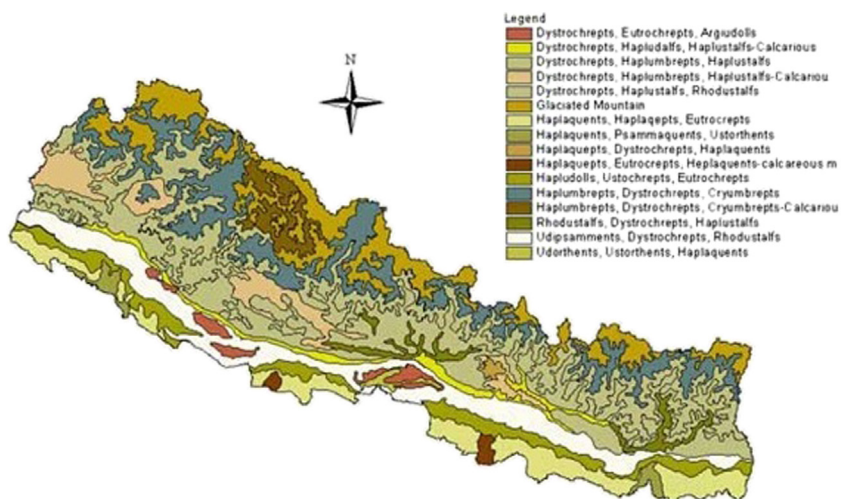 Legend
Dystrochrepts, Eutrochrepts, Argiudolls
Dystrochrepts, Hapludalfs, Haplustalfs-Calcarious
Dystrochrepts, Haplumbrepts, Haplustalfs
Dystrochrepts, Haplumbrepts, Haplustalfs-Calcariou
Dystrochrepts, Haplustalfs, Rhodustalfs
Glaciated Mountain
Haplaquents, Haplaqepts, Eutrocrepts
Haplaquents, Psammaquents, Ustorthents
Haplaquepts, Dystrochrepts, Haplaquents
Haplaquepts, Eutrocrepts, Heplaquents-calcareous m
Hapludolls, Ustochrepts, Eutrochrepts
Haplumbrepts, Dystrochrepts, Cryumbrepts
Haplumbrepts, Dystrochrepts, Cryumbrepts-Calcariou
Rhodustalfs, Dystrochrepts, Haplustalfs
Udipsamments, Dystrochrepts, Rhodustalfs
Udorthents, Ustorthents, Haplaquents
N